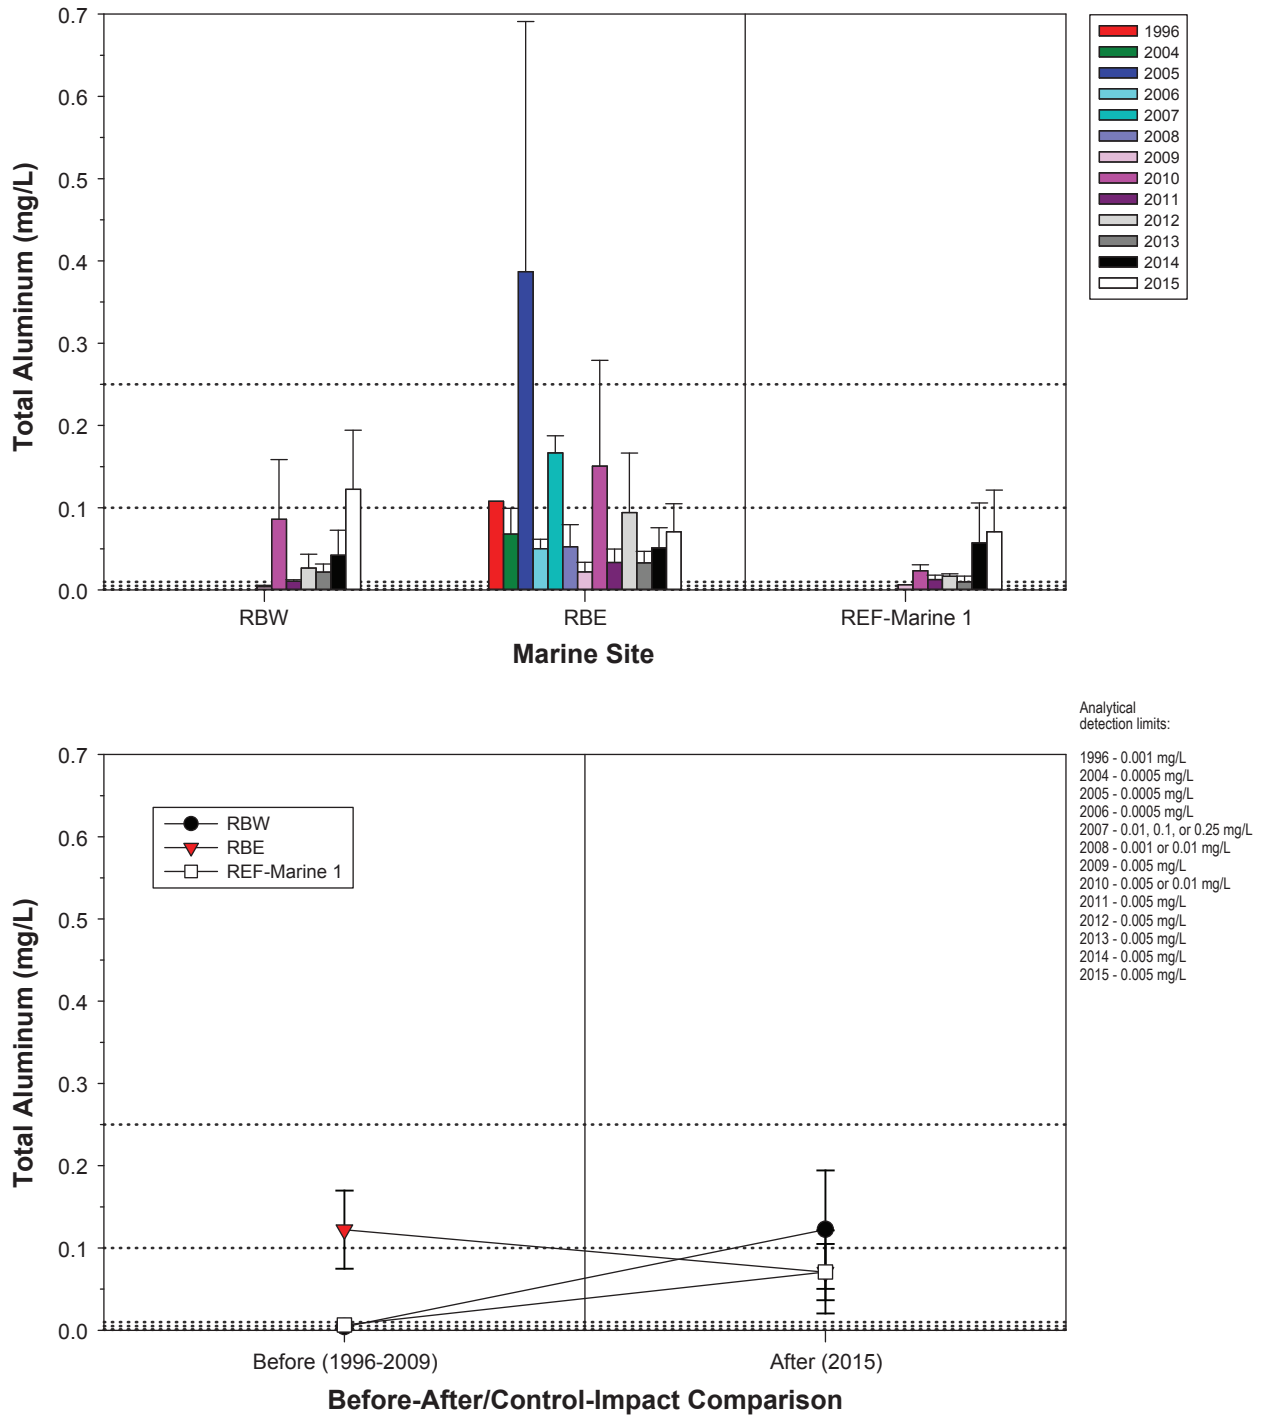 0.7
0.6
0.5
0.4
0.3
0.2
0.1
0.0
Total Aluminum (mg/L)
RBW
RBE
REF-Marine 1
Marine Site
1996
2004
2005
2006
2007
2008
2009
2010
2011
2012
2013
2014
2015
Analytical
detection limits:
1996 - 0.001 mg/L
2004 - 0.0005 mg/L
2005 - 0.0005 mg/L
2006 - 0.0005 mg/L
2007 - 0.01, 0.1, or 0.25 mg/L
2008 - 0.001 or 0.01 mg/L
2009 - 0.005 mg/L
2010 - 0.005 or 0.01 mg/L
2011 - 0.005 mg/L
2012 - 0.005 mg/L
2013 - 0.005 mg/L
2014 - 0.005 mg/L
2015 - 0.005 mg/L
0.7
0.6
0.5
0.4
0.3
0.2
0.1
0.0
Total Aluminum (mg/L)
RBW
RBE
REF-Marine 1
Before (1996-2009)
After (2015)
Before-After/Control-Impact Comparison